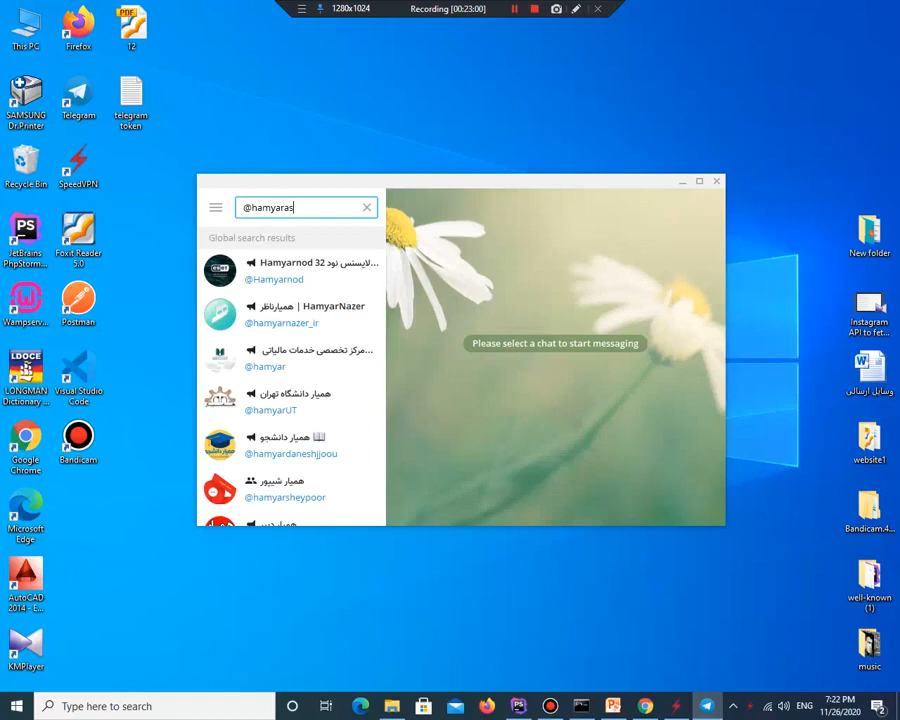 1280x1024
Recording [00:23:00]
This PC
Firefox
PDF
12
SAMSUNG
Dr.Printer
Telegram
telegram
token
Recycle Bin
SpeedVPN
PS
JetBrains
PhpStorm...
Foxit Reader
5.0
Wampserv...
Postman
LDOCE
LONGMAN
Dictionary ...
Visual Studio
Code
Google
Chrome
Bandicam
Microsoft
Edge
AutoCAD
2014 - E...
KMPlayer
@hamyaras
Global search results
Hamyarnod 32 لایسنس نود...
@Hamyarnod
همیارناظر | HamyarNazer
@hamyarnazer_ir
مرکز تخصصی خدمات مالیاتی...
@hamyar
همیار دانشگاه تهران
@hamyarUT
همیار دانشجو
@hamyardaneshjjoou
همیار شیپور
@hamyarsheypoor
Please select a chat to start messaging
New folder
Instagram
API to fet...
وسایل ارسالی
website1
Bandicam.4...
well-known
(1)
music
Type here to search
ENG
7:22 PM
11/26/2020
2